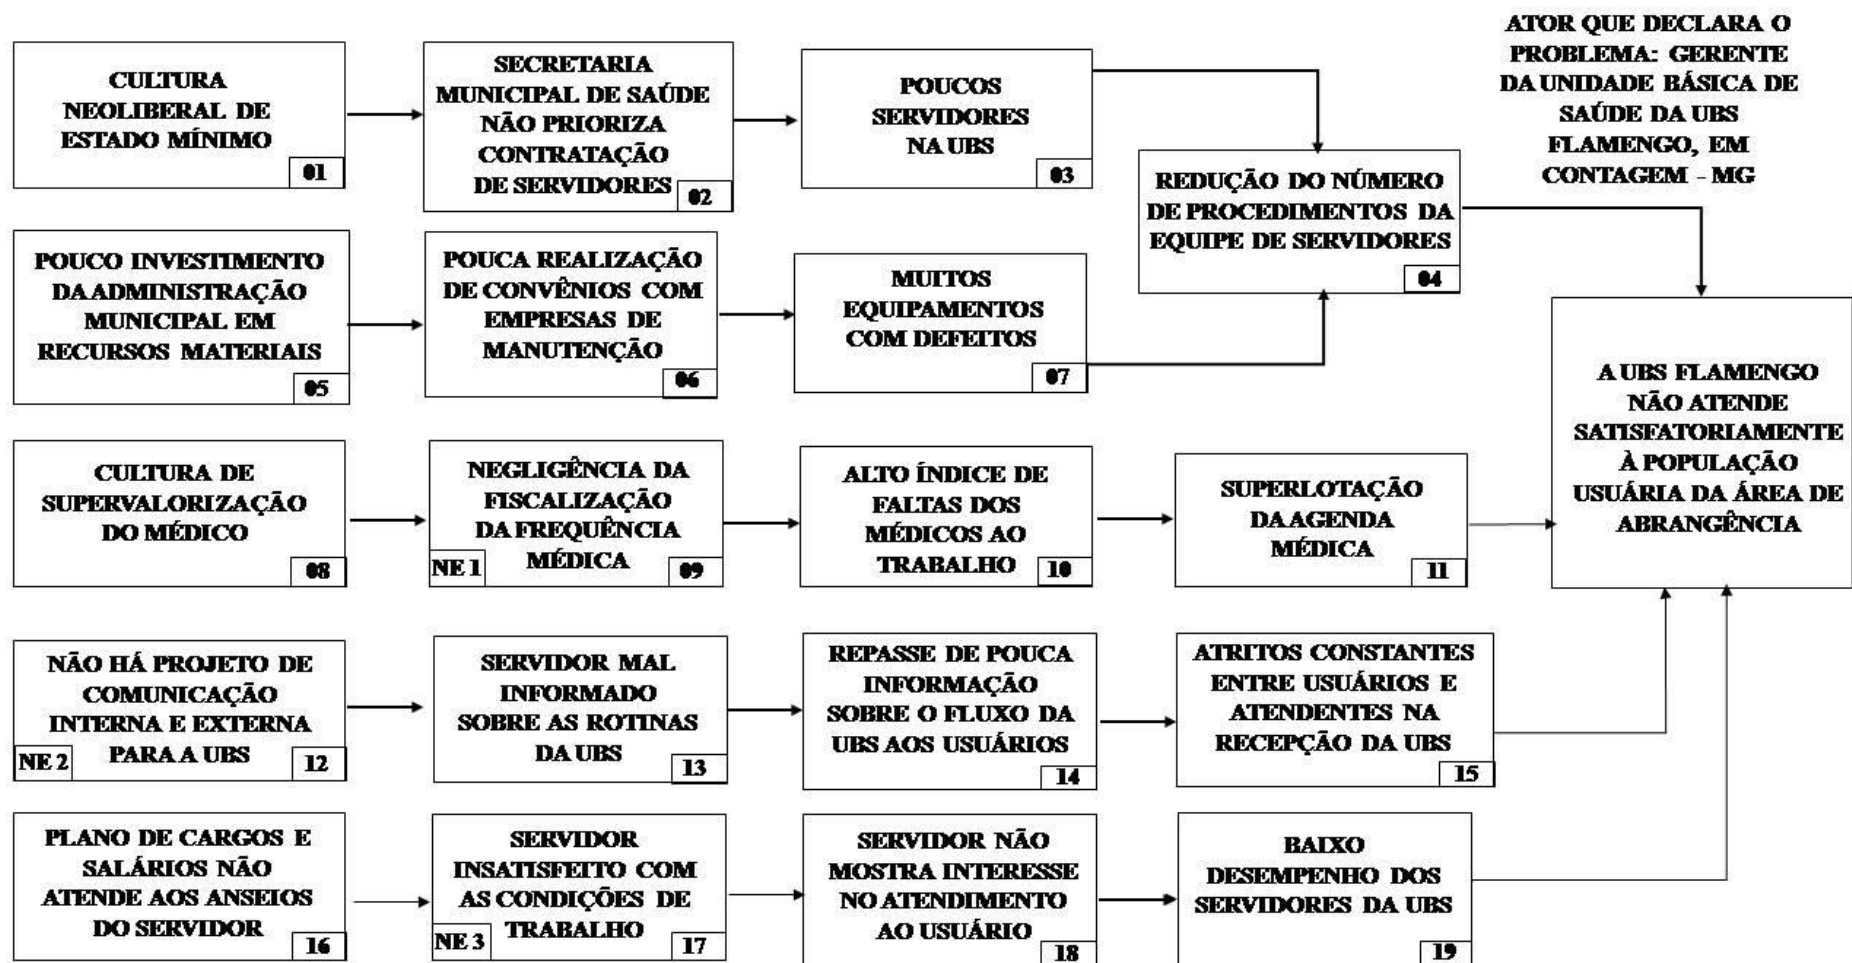 CULTURA
NEOLIBERAL DE
ESTADO MÍNIMO
01
SECRETARIA
MUNICIPAL DE SAÚDE
NÃO PRIORIZA
CONTRATAÇÃO
DE SERVIDORES
02
POUCOS
SERVIDORES
NA UBS
03
REDUÇÃO DO NÚMERO
DE PROCEDIMENTOS DA
EQUIPE DE SERVIDORES
04
ATOR QUE DECLARA O
PROBLEMA: GERENTE
DA UNIDADE BÁSICA DE
SAÚDE DA UBS
FLAMENGO, EM
CONTAGEM - MG
POUCO INVESTIMENTO
DA ADMINISTRAÇÃO
MUNICIPAL EM
RECURSOS MATERIAIS
05
POUCA REALIZAÇÃO
DE CONVÊNIOS COM
EMPRESAS DE
MANUTENÇÃO
06
MUITOS
EQUIPAMENTOS
COM DEFEITOS
07
A UBS FLAMENGO
NÃO ATENDE
SATISFATORIAMENTE
À POPULAÇÃO
USUÁRIA DA ÁREA DE
ABRANGÊNCIA
CULTURA DE
SUPERVALORIZAÇÃO
DO MÉDICO
08
NEGLIGÊNCIA DA
FISCALIZAÇÃO
DA FREQUÊNCIA
MÉDICA
NE 1
09
ALTO ÍNDICE DE
FALTAS DOS
MÉDICOS AO
TRABALHO
10
SUPERLOTAÇÃO
DA AGENDA
MÉDICA
11
NÃO HÁ PROJETO DE
COMUNICAÇÃO
INTERNA E EXTERNA
PARA A UBS
NE 2
12
SERVIDOR MAL
INFORMADO
SOBRE AS ROTINAS
DA UBS
13
REPASSE DE POUCA
INFORMAÇÃO
SOBRE O FLUXO DA
UBS AOS USUÁRIOS
14
ATRITOS CONSTANTES
ENTRE USUÁRIOS E
ATENDENTES NA
RECEPÇÃO DA UBS
15
PLANO DE CARGOS E
SALÁRIOS NÃO
ATENDE AOS ANSEIOS
DO SERVIDOR
16
SERVIDOR
INSATISFEITO COM
AS CONDIÇÕES DE
TRABALHO
NE 3
17
SERVIDOR NÃO
MOSTRA INTERESSE
NO ATENDIMENTO
AO USUÁRIO
18
BAIXO
DESEMPENHO DOS
SERVIDORES DA UBS
19